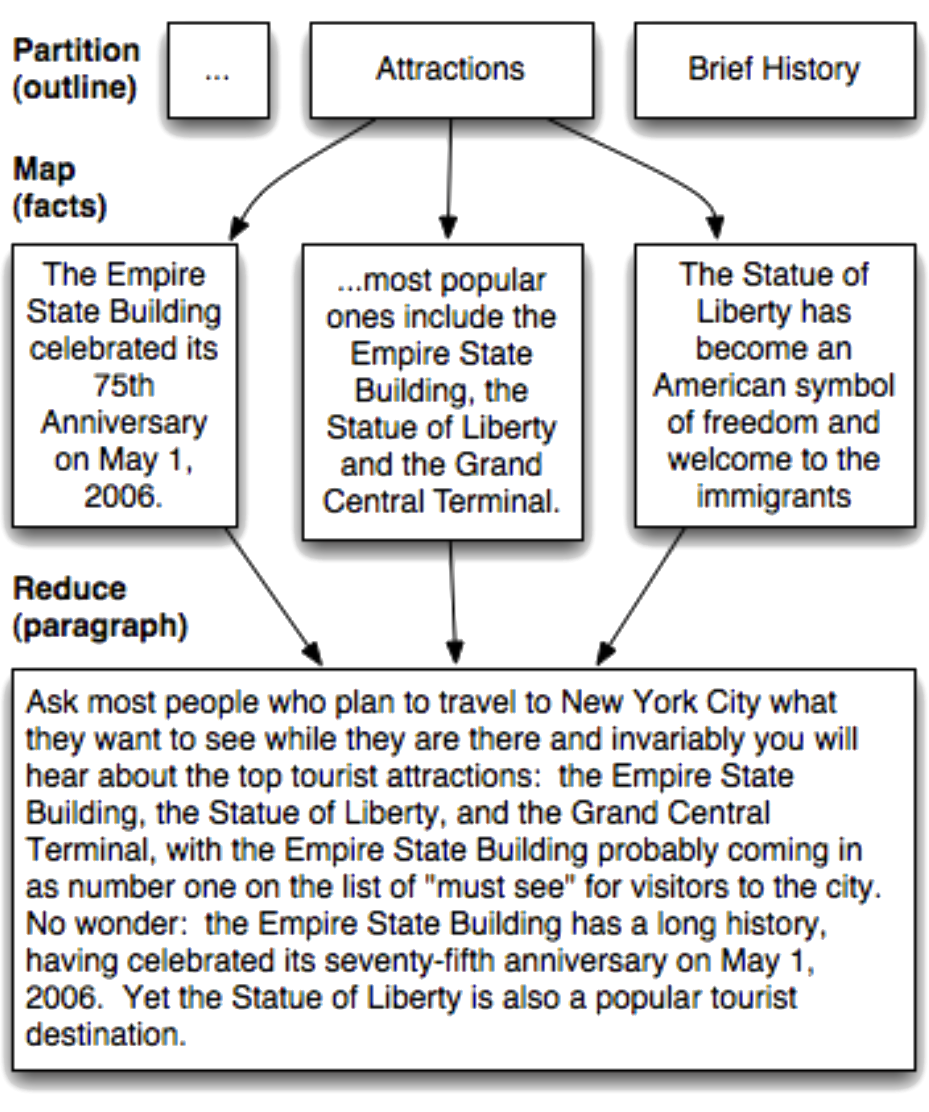 Partition
(outline)
...
Attractions
Brief History
Map
(facts)
The Empire
State Building
celebrated its
75th
Anniversary
on May 1,
2006.
...most popular
ones include the
Empire State
Building, the
Statue of Liberty
and the Grand
Central Terminal.
The Statue of
Liberty has
become an
American symbol
of freedom and
welcome to the
immigrants
Reduce
(paragraph)
Ask most people who plan to travel to New York City what
they want to see while they are there and invariably you will
hear about the top tourist attractions:  the Empire State
Building, the Statue of Liberty, and the Grand Central
Terminal, with the Empire State Building probably coming in
as number one on the list of "must see" for visitors to the city.
No wonder:  the Empire State Building has a long history,
having celebrated its seventy-fifth anniversary on May 1,
2006.  Yet the Statue of Liberty is also a popular tourist
destination.